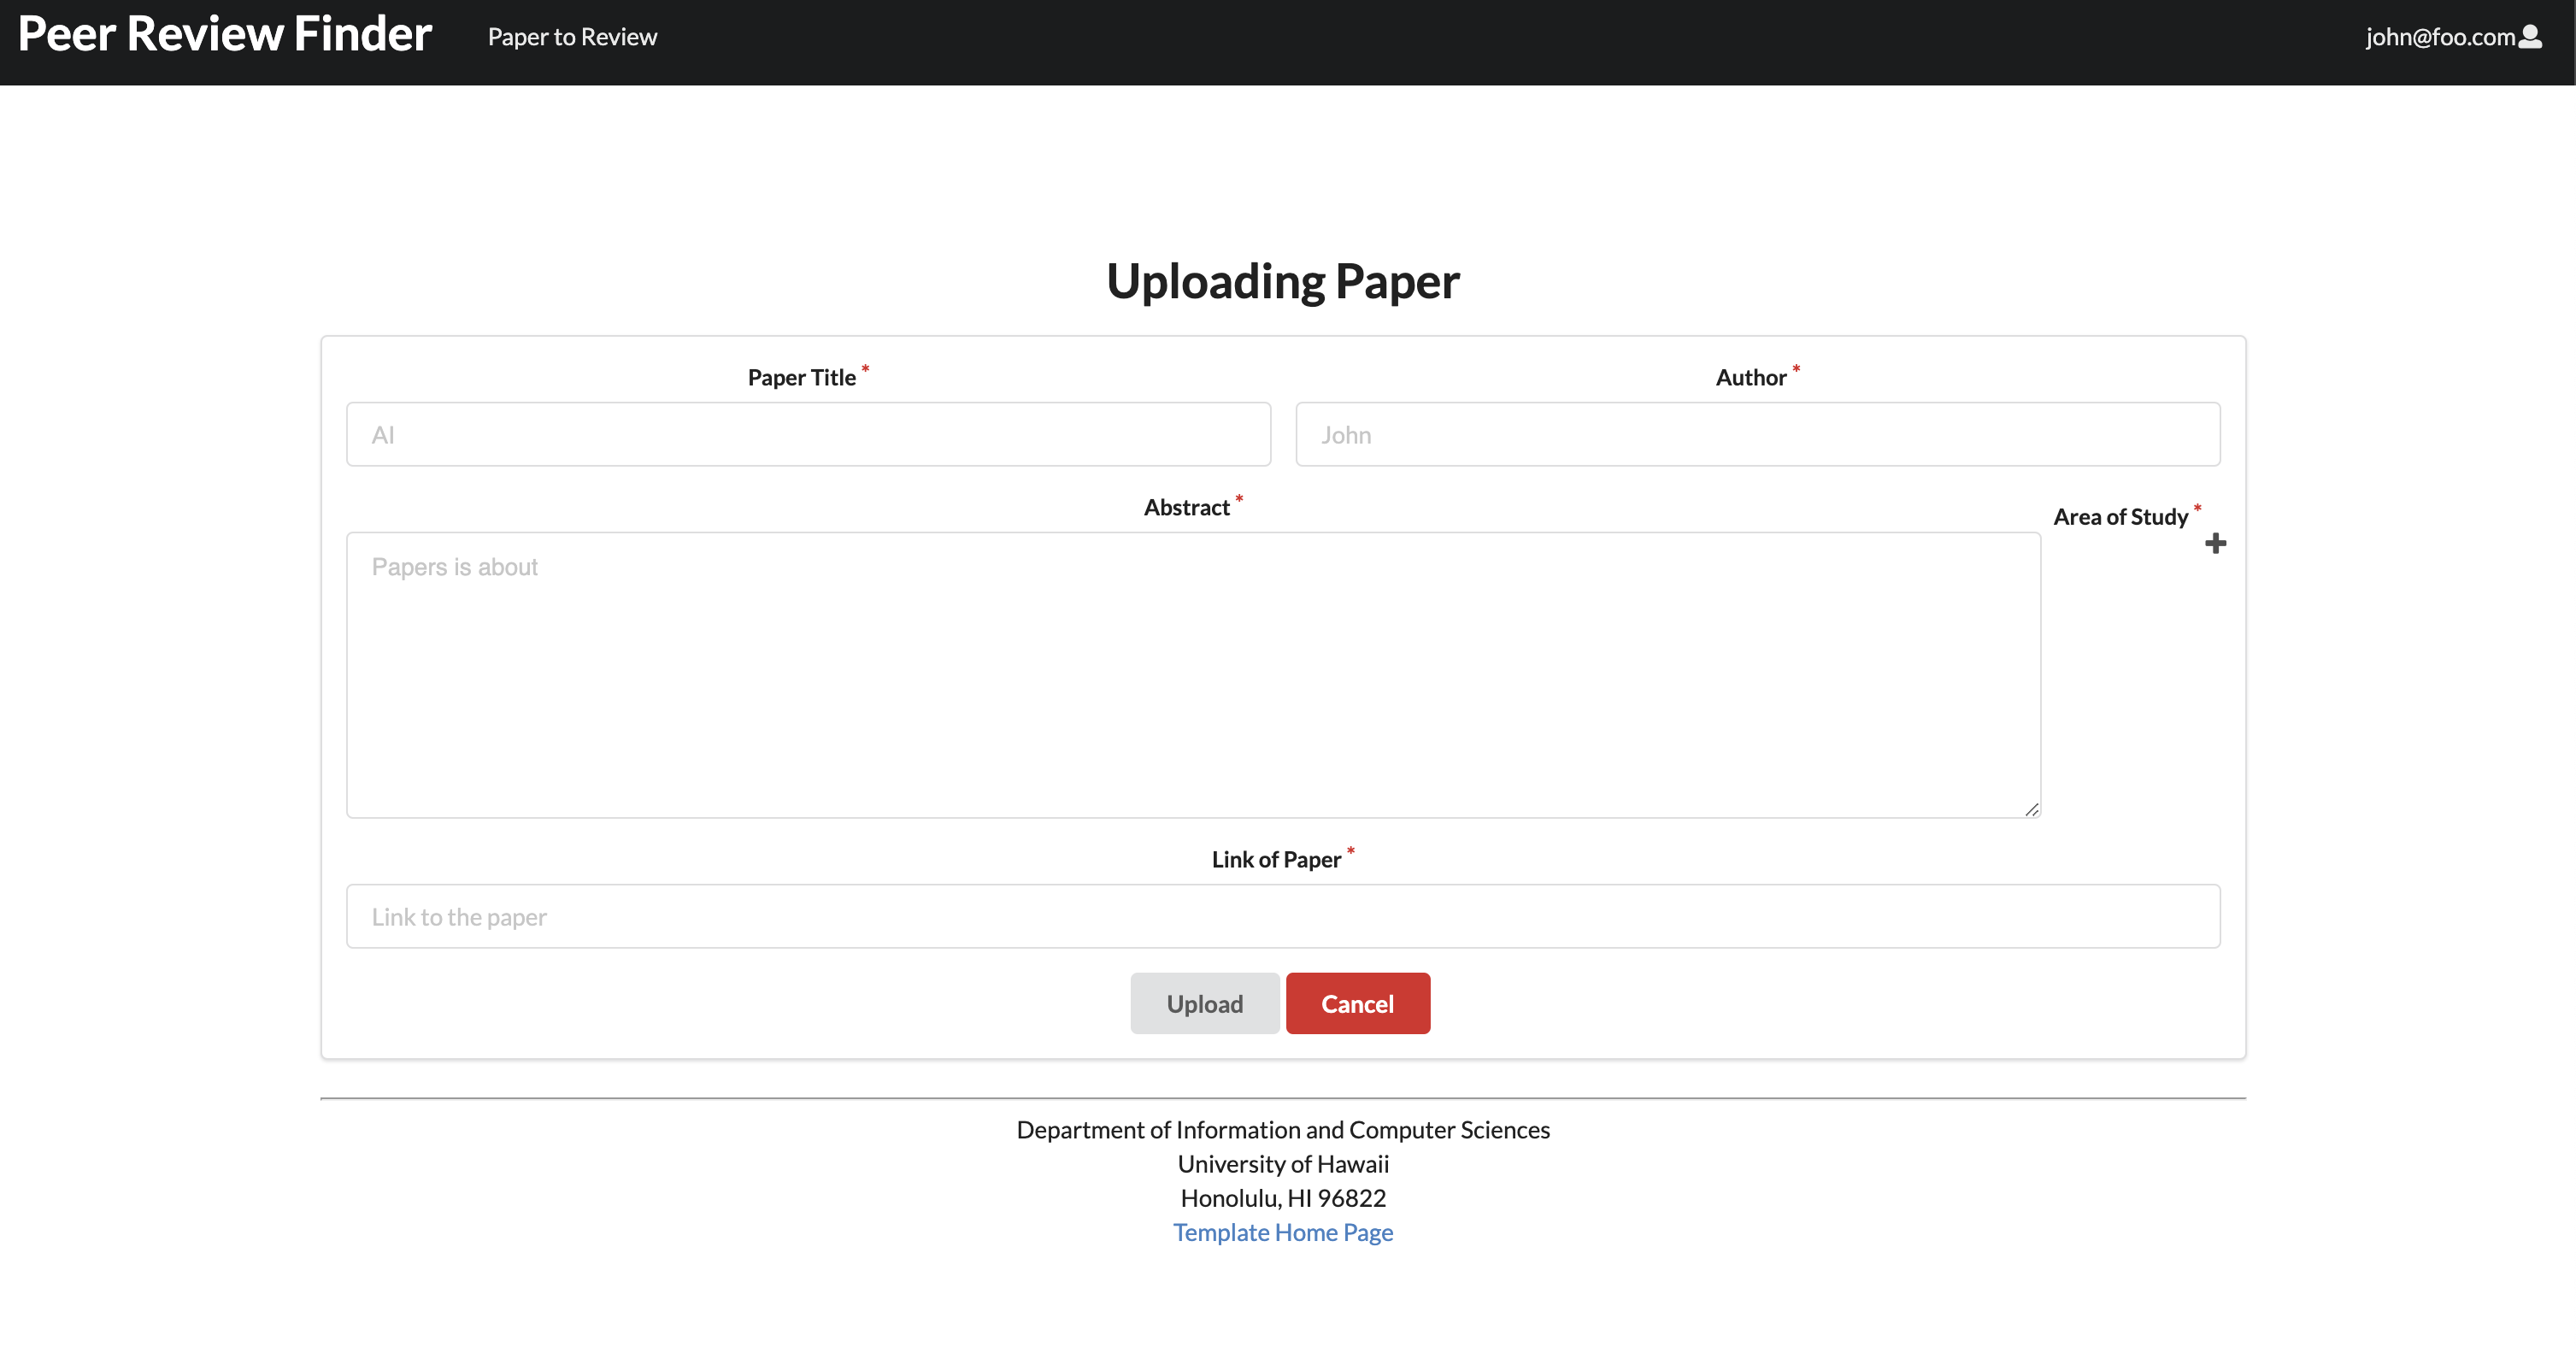 Peer Review Finder Paper to Review john@foo.com
Uploading Paper
Paper Title * Author *
AI John
Abstract * Area of Study *
Papers is about
Link of Paper *
Link to the paper
Upload Cancel
Department of Information and Computer Sciences
University of Hawaii
Honolulu, HI 96822
Template Home Page